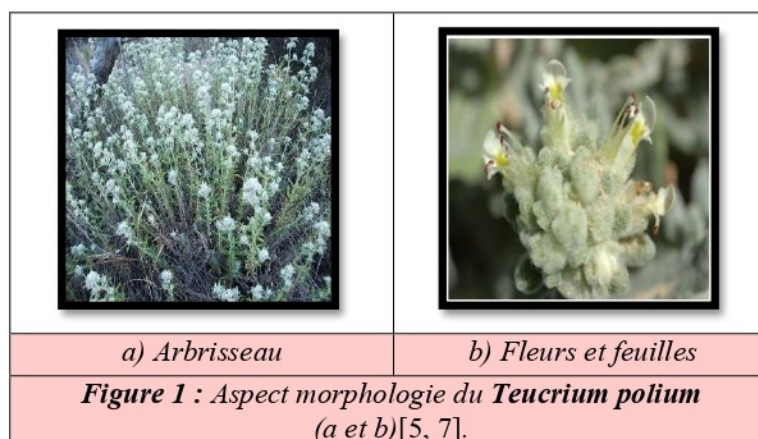 a) Arbrisseau
b) Fleurs et feuilles
Figure 1 : Aspect morphologie du Teucrium polium
(a et b)[5, 7].